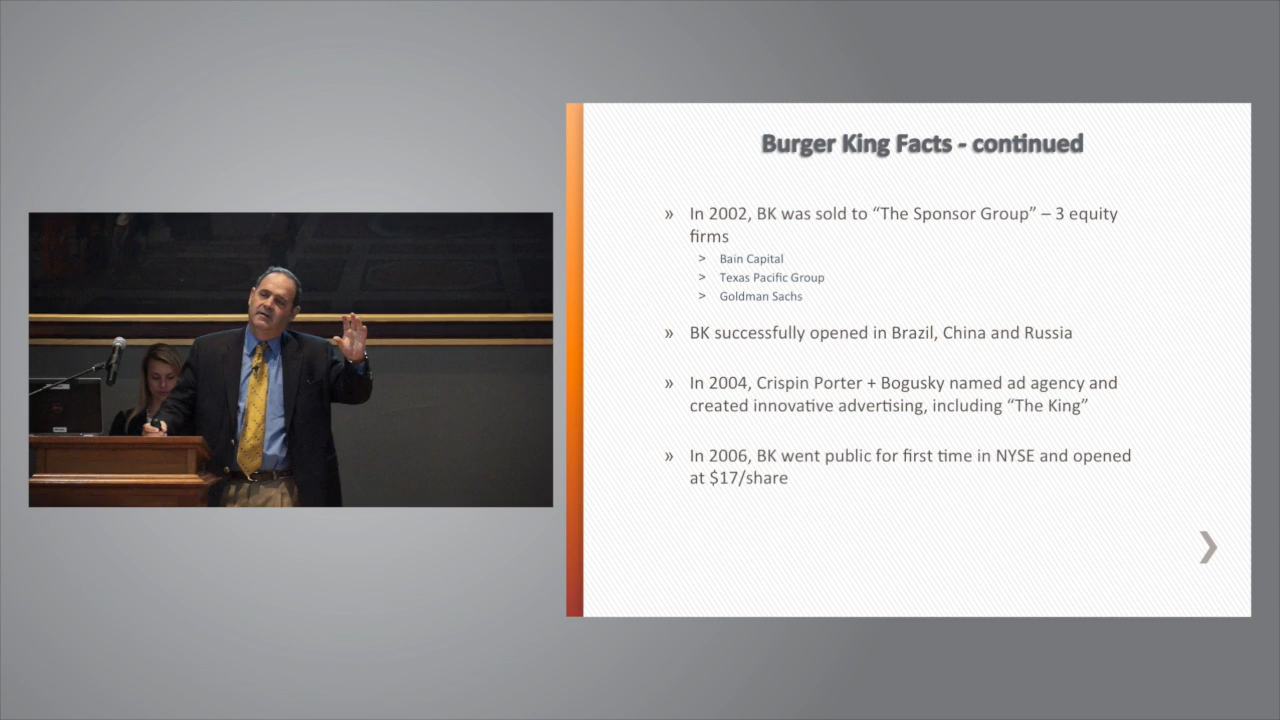 Burger King Facts - continued
» In 2002, BK was sold to “The Sponsor Group” – 3 equity
firms
> Bain Capital
> Texas Pacific Group
> Goldman Sachs
» BK successfully opened in Brazil, China and Russia
» In 2004, Crispin Porter + Bogusky named ad agency and
created innovative advertising, including “The King”
» In 2006, BK went public for first time in NYSE and opened
at $17/share